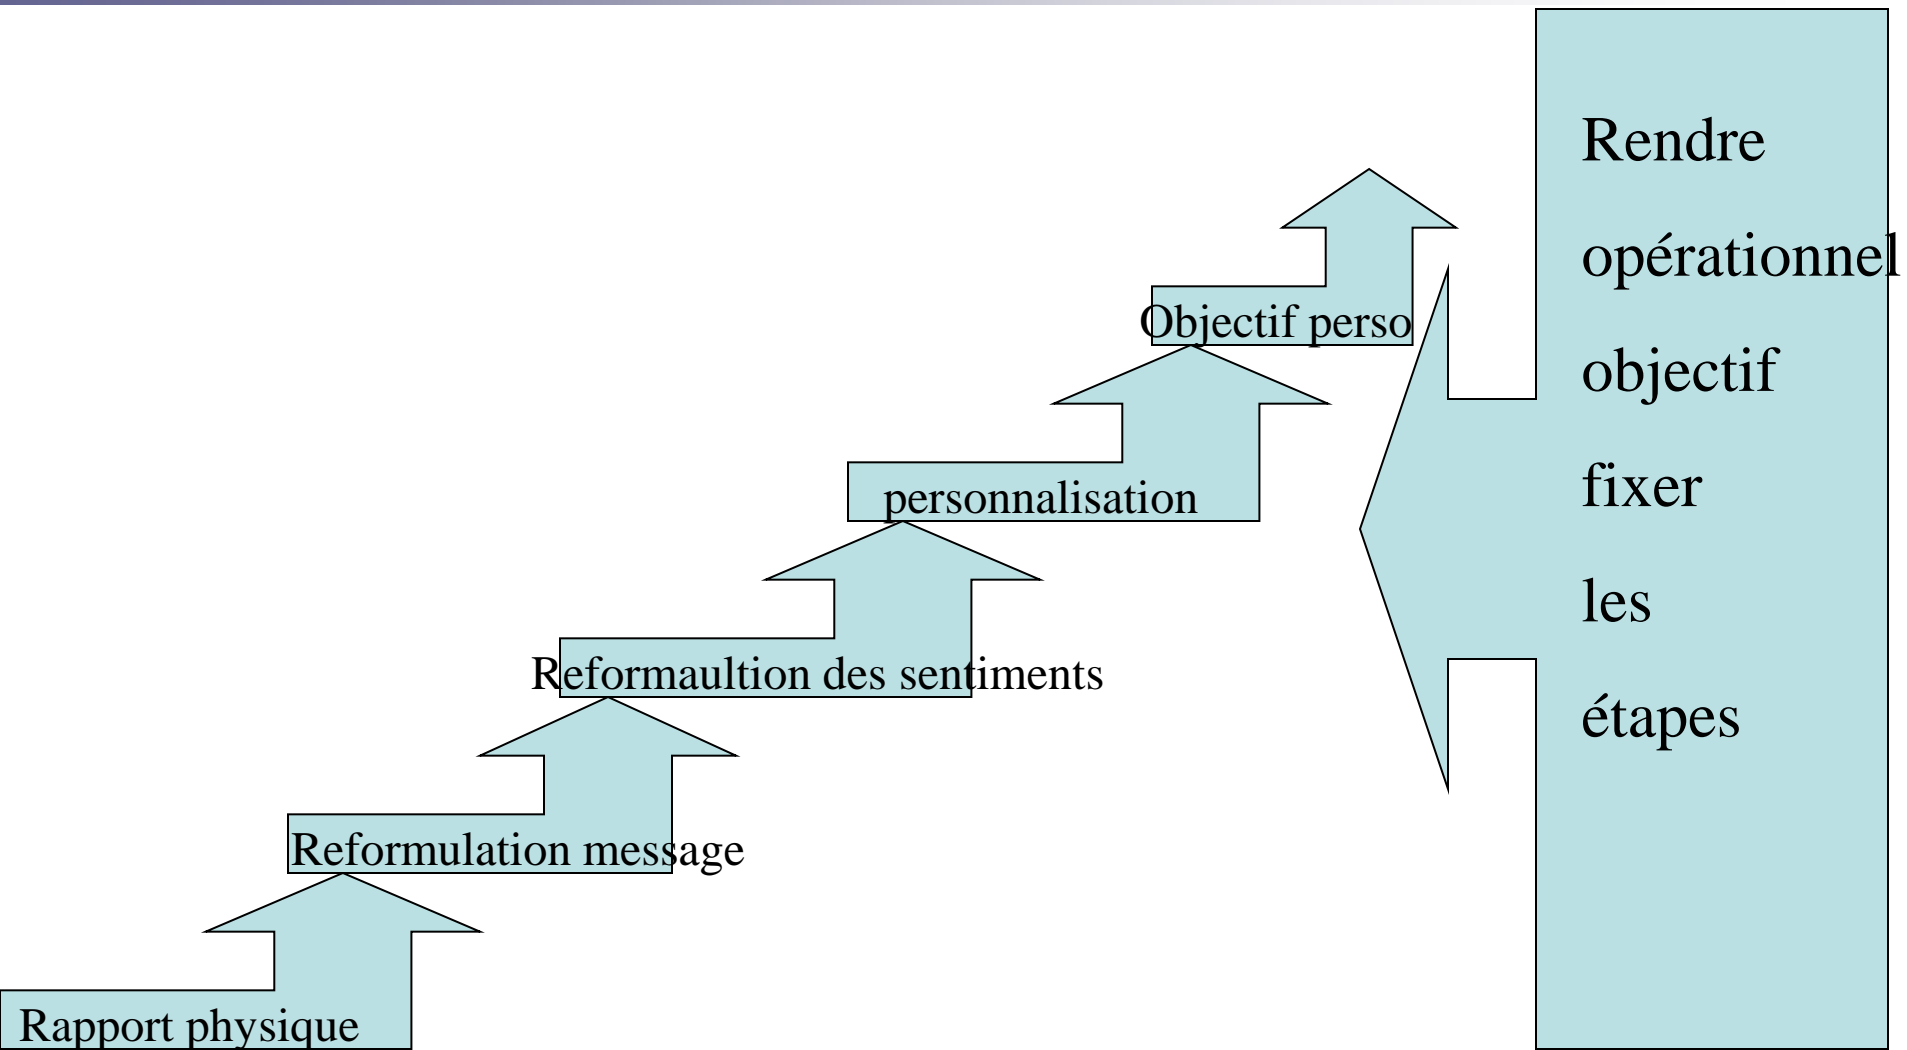 Rendre
opérationnel
objectif
fixer
les
étapes
Objectif perso
personnalisation
Reformaultion des sentiments
Reformulation message
Rapport physique